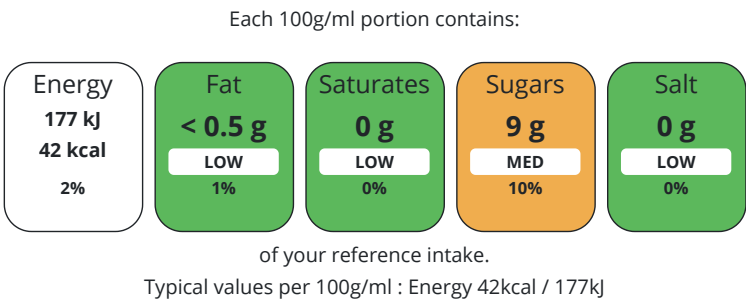 Each 100g/ml portion contains:
Energy
177 kJ
42 kcal
2%
Fat
< 0.5 g
LOW
1%
Saturates
0 g
LOW
0%
Sugars
9 g
MED
10%
Salt
0 g
LOW
0%
of your reference intake.
Typical values per 100g/ml : Energy 42kcal / 177kJ